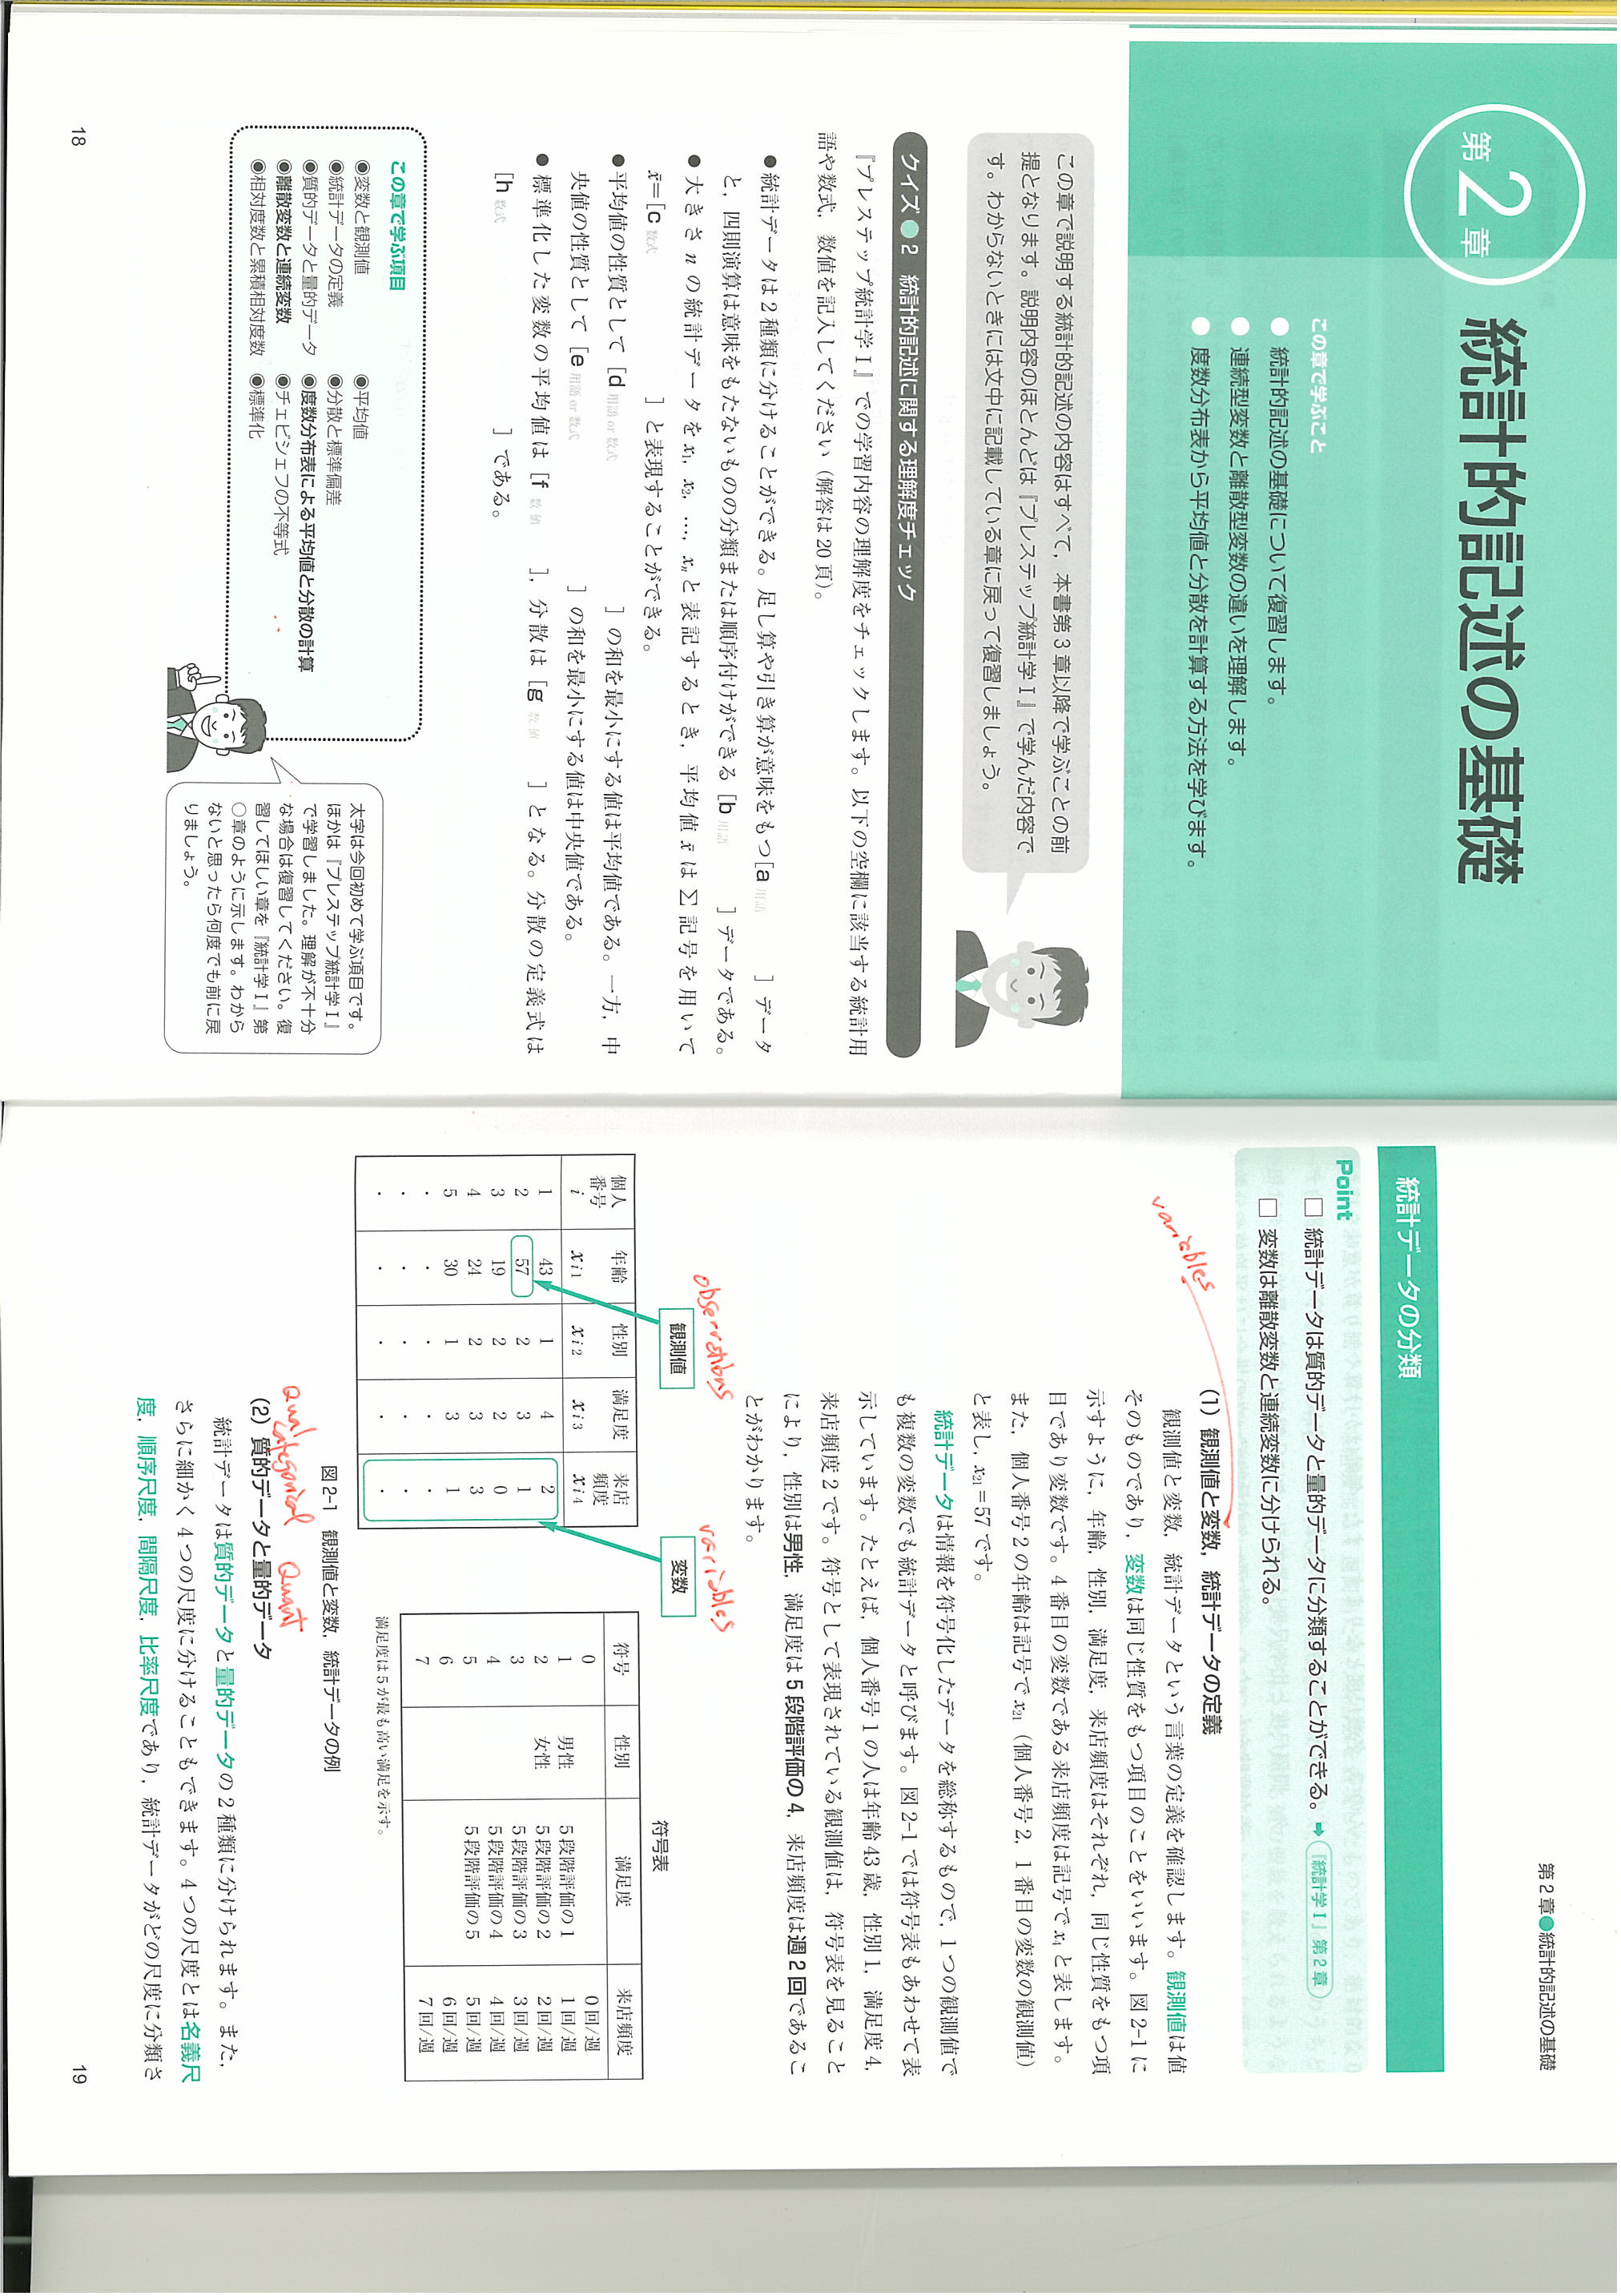 第2章
統計的記述の基礎
この章で学ぶこと
統計的記述の基礎について復習します。
連続型変数と離散型変数の違いを理解します。
度数分布表から平均値と分散を計算する方法を学びます。
この章で説明する統計的記述の内容はすべて，本書第3章以降で学ぶことの前
提となります。説明内容のほとんどは『プレステップ統計学Ⅰ』で学んだ内容で
す。わからないときには文中に記載している章に戻って復習しましょう。
クイズ●2 統計的記述に関する理解度チェック
『プレステップ統計学Ⅰ』での学習内容の理解度をチェックします。以下の空欄に該当する統計用
語や数式，数値を記入してください（解答は20頁）。
●統計データは2種類に分けることができる。足し算や引き算が意味をもつ[a 用語 ］データ
と，四則演算は意味をもたないものの分類または順序付けができる［b 用語 ］データである。
●大きさ n の統計データを x₁, x₂, …, xₙ と表記するとき，平均値 x̄ は Σ 記号を用いて
x̄=［c 数式 ］と表現することができる。
●平均値の性質として［d 用語 or 数式 ］の和を最小にする値は平均値である。一方，中
央値の性質として［e 用語 or 数式 ］の和を最小にする値は中央値である。
●標準化した変数の平均値は［f 数値 ］，分散は［g 数値 ］となる。分散の定義式は
［h 数式 ］である。
この章で学ぶ項目
◉変数と観測値 ◉平均値
◉統計データの定義 ◉分散と標準偏差
◉質的データと量的データ ◉度数分布表による平均値と分散の計算
◉離散変数と連続変数 ◉チェビシェフの不等式
◉相対度数と累積相対度数 ◉標準化
太字は今回初めて学ぶ項目です。
ほかは『プレステップ統計学Ⅰ』
で学習しました。理解が不十分
な場合は復習してください。復
習してほしい章を『統計学Ⅰ』第
○章のように示します。わから
ないと思ったら何度でも前に戻
りましょう。
18
第2章●統計的記述の基礎
統計データの分類
Point
□ 統計データは質的データと量的データに分類することができる。➡『統計学Ⅰ』第2章
□ 変数は離散変数と連続変数に分けられる。
variables
（1）観測値と変数，統計データの定義
観測値と変数，統計データという言葉の定義を確認します。観測値は値
そのものであり，変数は同じ性質をもつ項目のことをいいます。図2-1に
示すように，年齢，性別，満足度，来店頻度はそれぞれ，同じ性質をもつ項
目であり変数です。4番目の変数である来店頻度は記号で x₄ と表します。
また，個人番号2の年齢は記号で x₂₁（個人番号2，1番目の変数の観測値）
と表し，x₂₁=57です。
統計データは情報を符号化したデータを総称するもので，1つの観測値で
も複数の変数でも統計データと呼びます。図2-1では符号表もあわせて表
示しています。たとえば，個人番号1の人は年齢43歳，性別1，満足度4，
来店頻度2です。符号として表現されている観測値は，符号表を見ること
により，性別は男性，満足度は5段階評価の4，来店頻度は週2回であるこ
とがわかります。
observations variables
観測値 変数
個人 年齢 性別 満足度 来店
番号 頻度
i xi1 xi2 xi3 xi4
1 43 1 4 2
2 57 2 3 1
3 19 2 2 0
4 24 2 3 3
5 30 1 3 1
・ ・ ・ ・ ・
・ ・ ・ ・ ・
・ ・ ・ ・ ・
符号表
符号 性別 満足度 来店頻度
0 0回/週
1 男性 5段階評価の1 1回/週
2 女性 5段階評価の2 2回/週
3 5段階評価の3 3回/週
4 5段階評価の4 4回/週
5 5段階評価の5 5回/週
6 6回/週
7 7回/週
満足度は5が最も高い満足を示す。
図2-1 観測値と変数，統計データの例
Qual Quant
categorical
（2）質的データと量的データ
統計データは質的データと量的データの2種類に分けられます。また，
さらに細かく4つの尺度に分けることもできます。4つの尺度とは名義尺
度，順序尺度，間隔尺度，比率尺度であり，統計データがどの尺度に分類さ
19